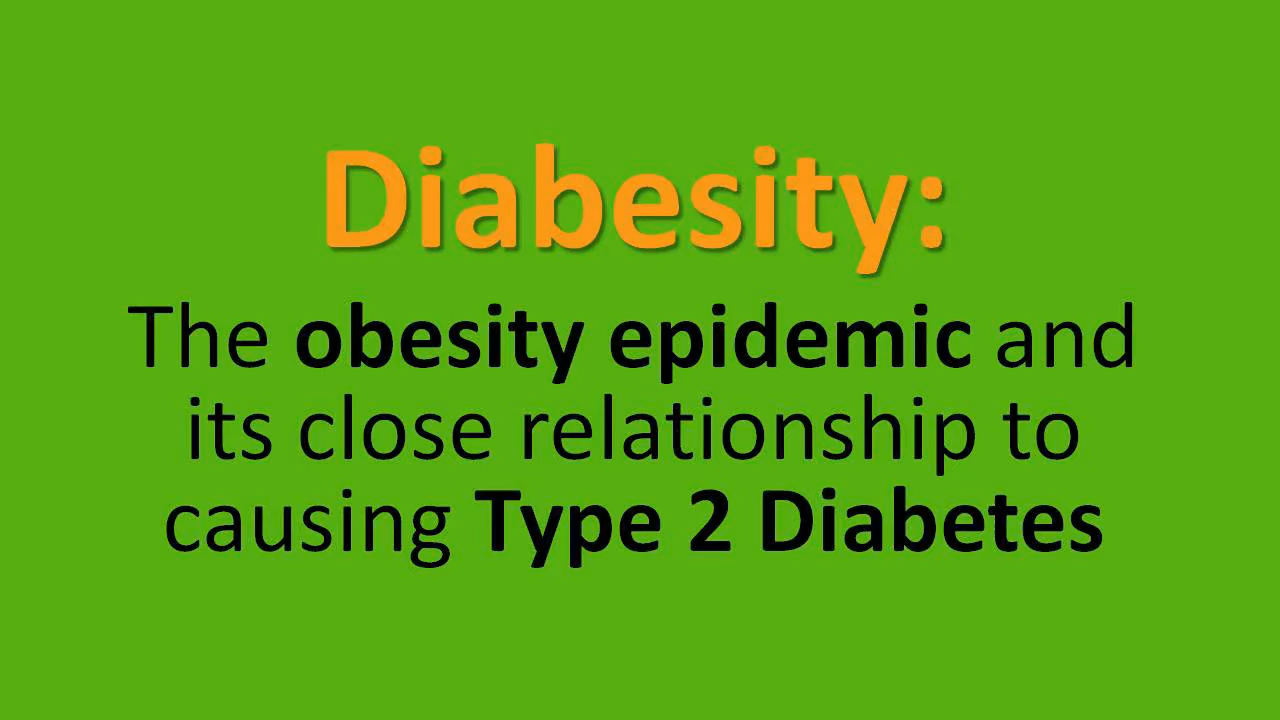 Diabesity:
The obesity epidemic and
its close relationship to
causing Type 2 Diabetes